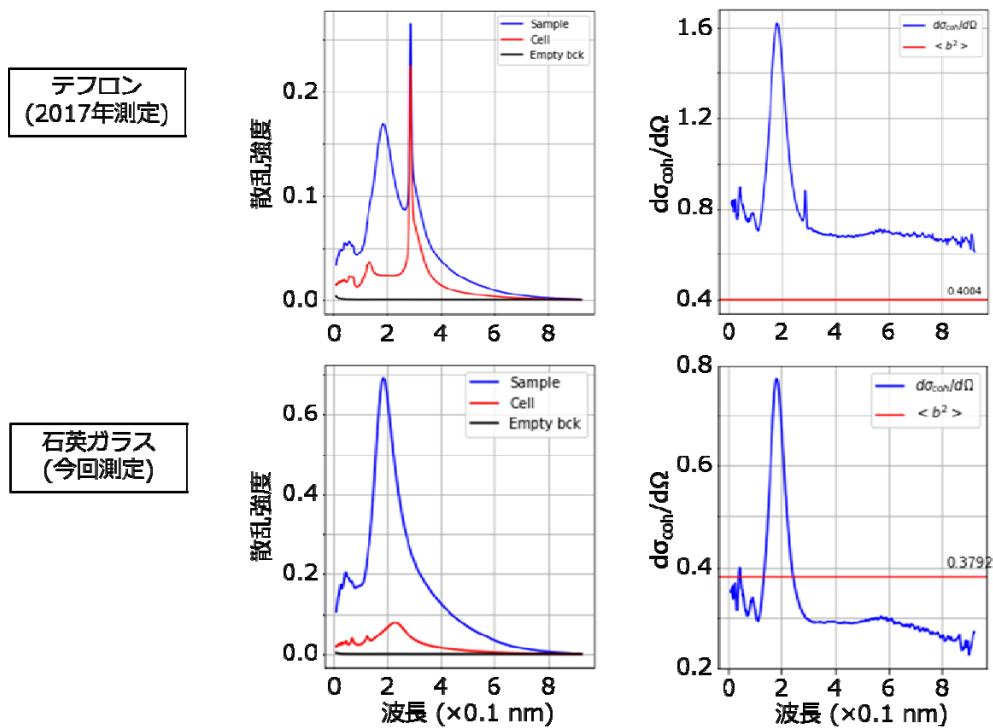 テフロン
(2017年測定)
散乱強度
0.2
0.1
0.0
0 2 4 6 8
Sample
Cell
Empty bck
dσcoh/dΩ
1.6
1.2
0.8
0.4
0 2 4 6 8
dσcoh/dΩ
< b² >
0.4004
石英ガラス
(今回測定)
散乱強度
0.6
0.4
0.2
0.0
0 2 4 6 8
波長 (×0.1 nm)
Sample
Cell
Empty bck
dσcoh/dΩ
0.8
0.6
0.4
0.2
0 2 4 6 8
波長 (×0.1 nm)
dσcoh/dΩ
< b² >
0.3792